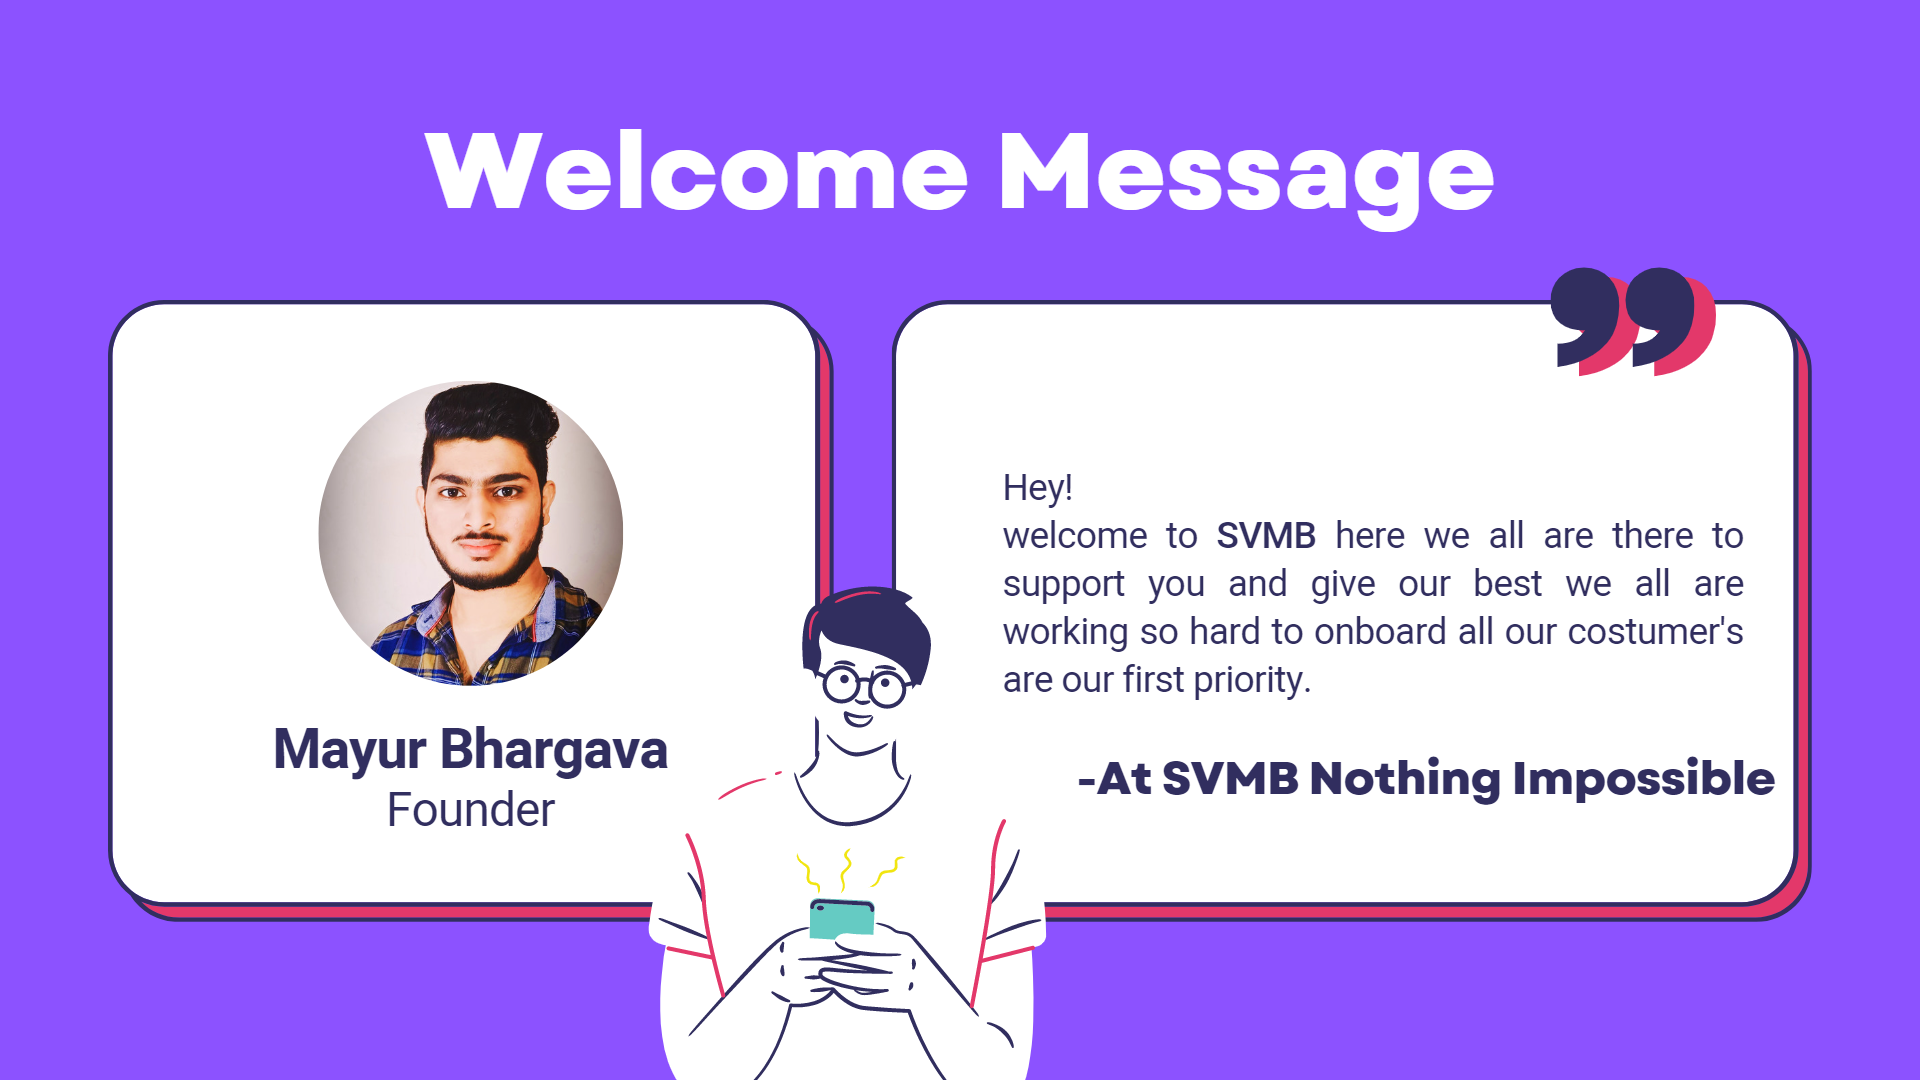 Welcome Message
Mayur Bhargava
Founder
Hey!
welcome to SVMB here we all are there to
support you and give our best we all are
working so hard to onboard all our costumer's
are our first priority.
-At SVMB Nothing Impossible